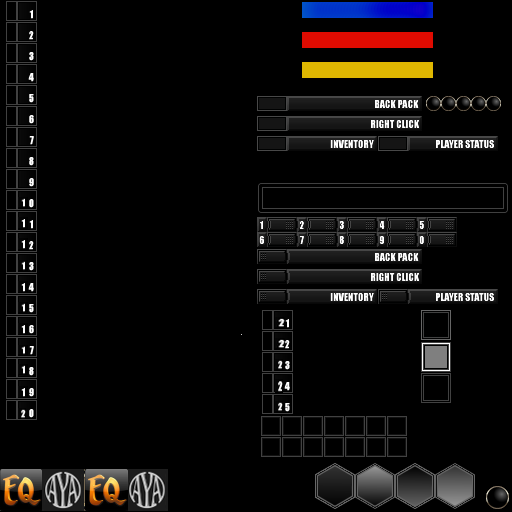 1
2
3
4
5
6
7
8
9
10
11
12
13
14
15
16
17
18
19
20
BACK PACK
RIGHT CLICK
INVENTORY PLAYER STATUS
1 2 3 4 5
6 7 8 9 0
BACK PACK
RIGHT CLICK
INVENTORY PLAYER STATUS
21
22
23
24
25
EQ AYA EQ AYA